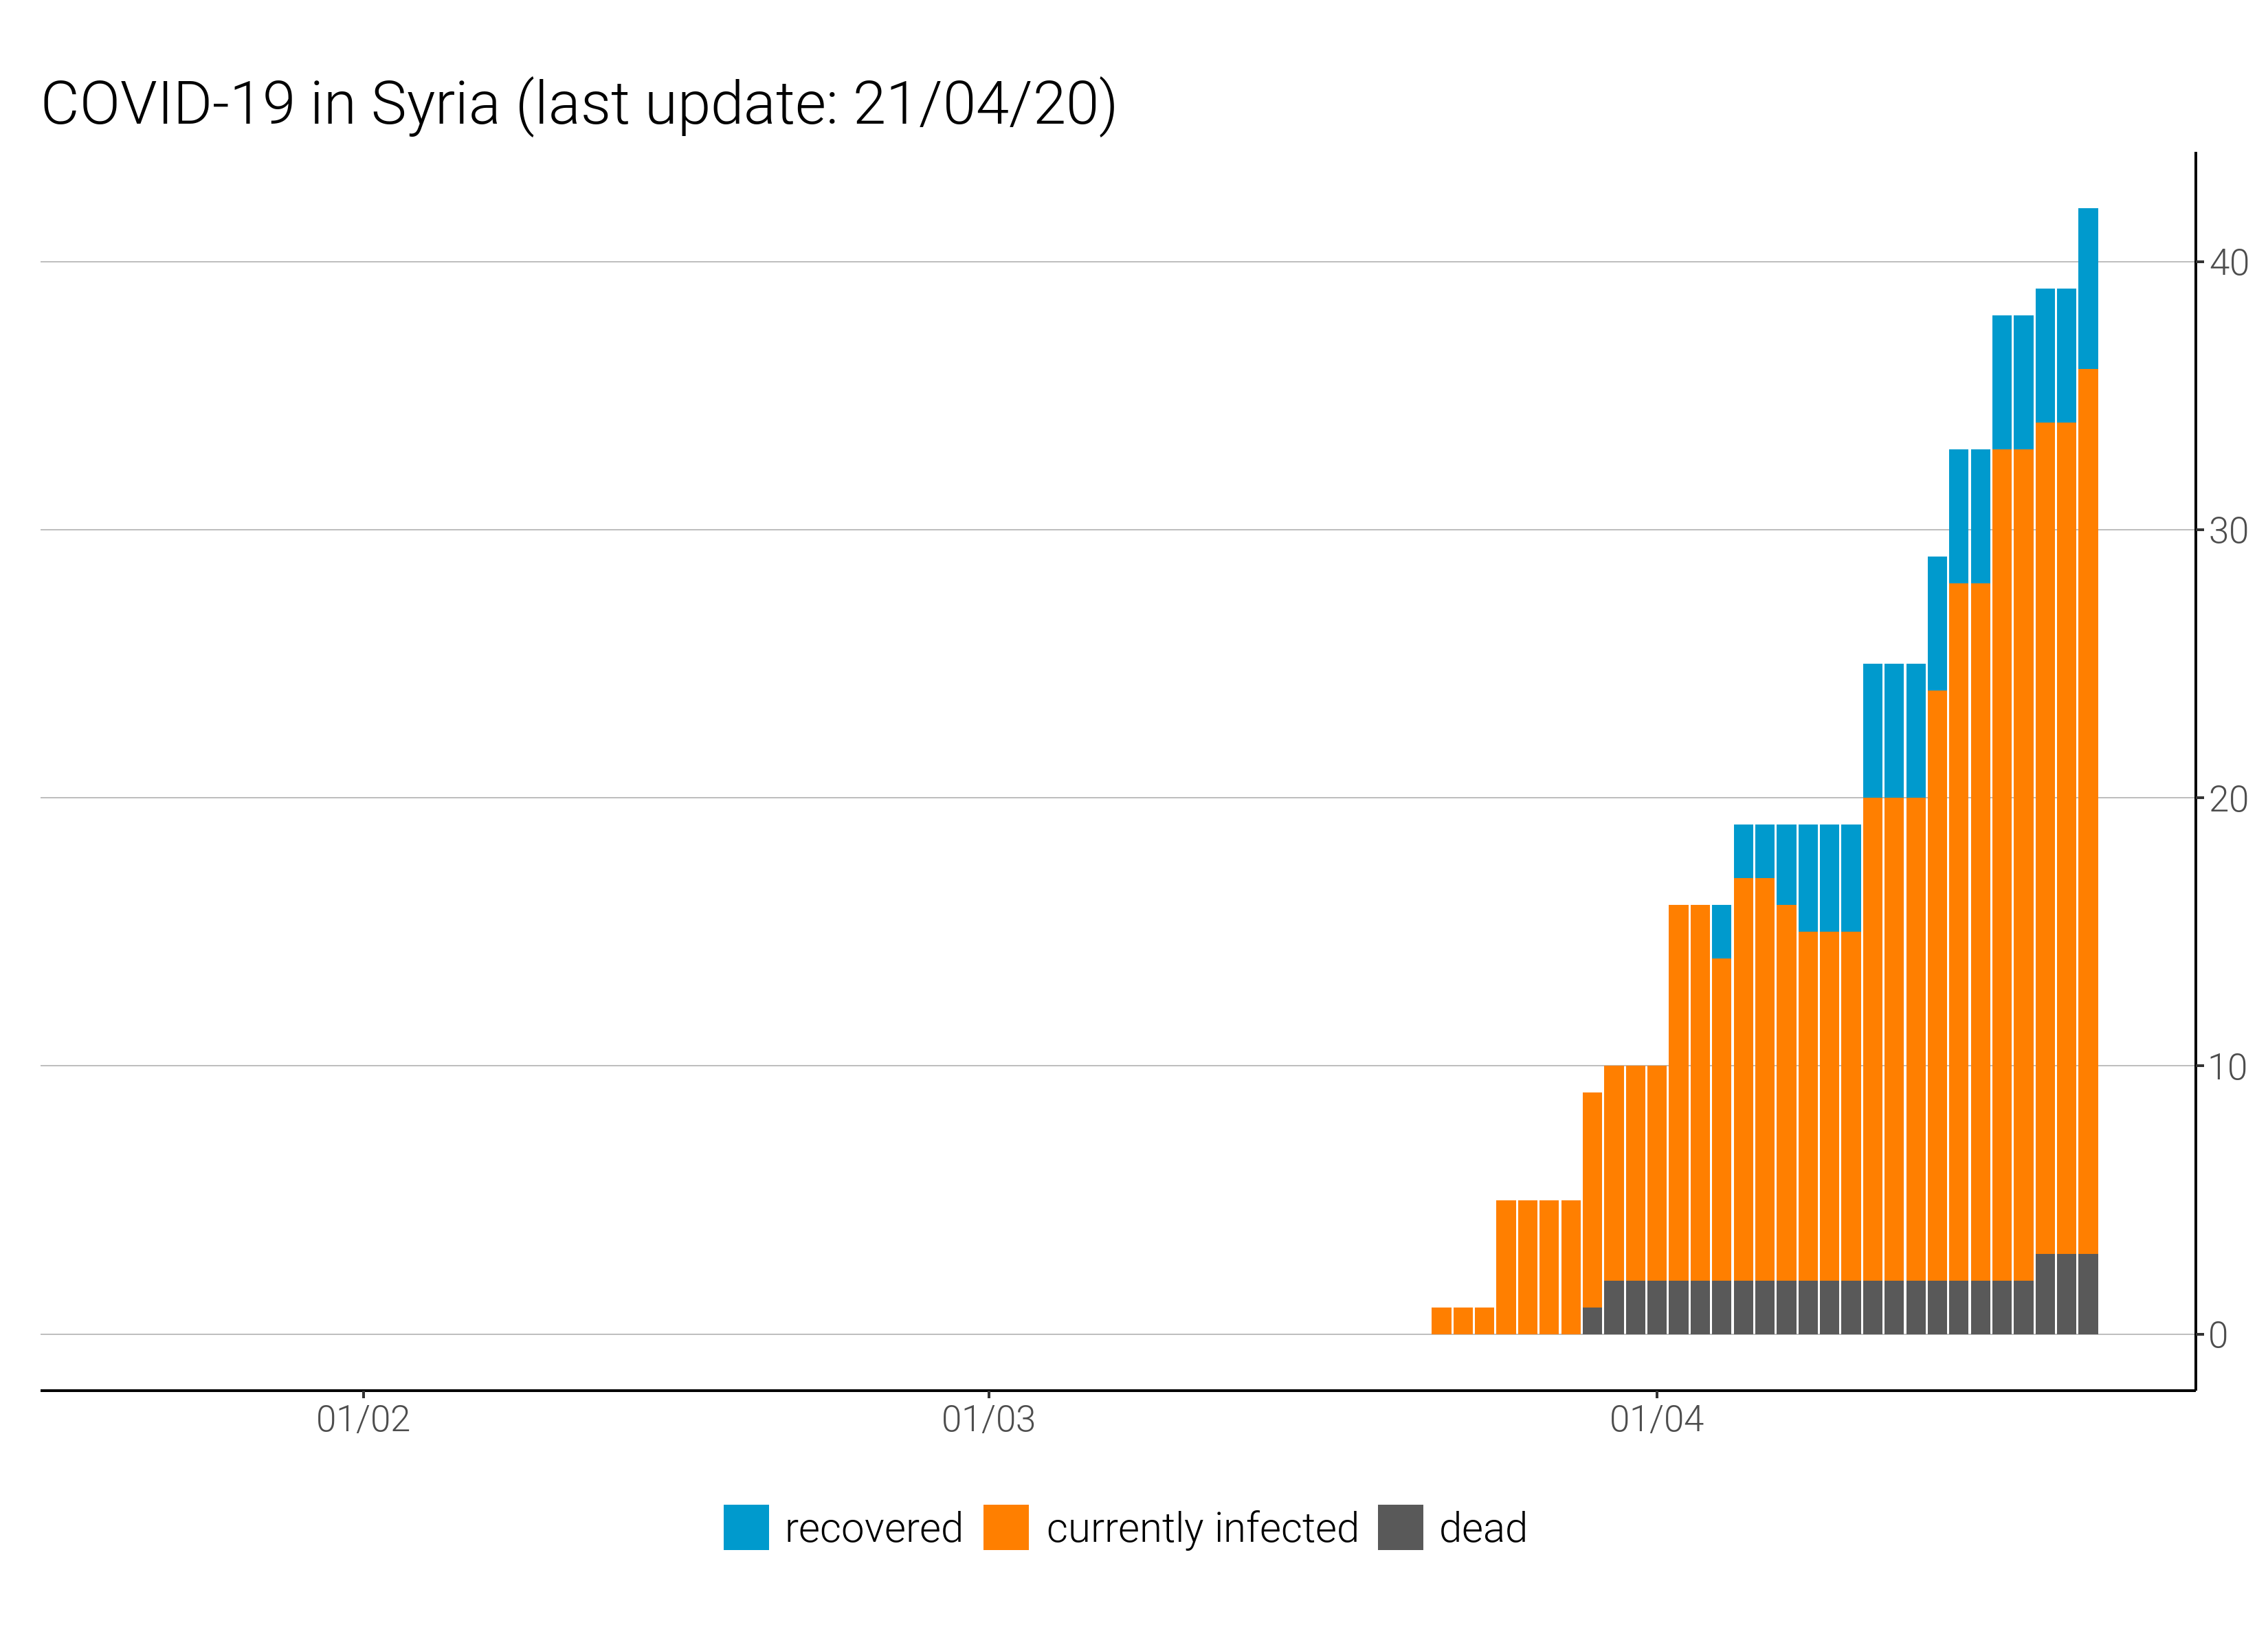 COVID-19 in Syria (last update: 21/04/20)
40
30
20
10
0
01/02 01/03 01/04
recovered currently infected dead